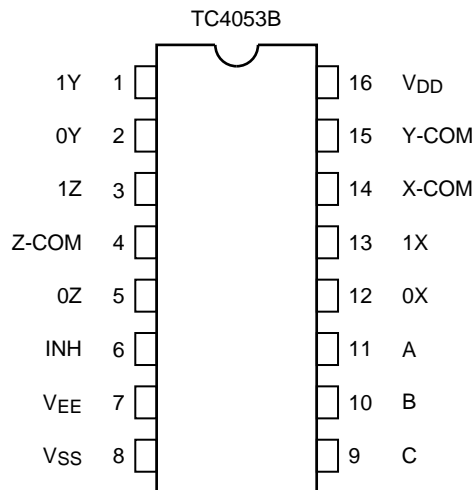 TC4053B
1Y 1 16 VDD
0Y 2 15 Y-COM
1Z 3 14 X-COM
Z-COM 4 13 1X
0Z 5 12 0X
INH 6 11 A
VEE 7 10 B
VSS 8 9 C